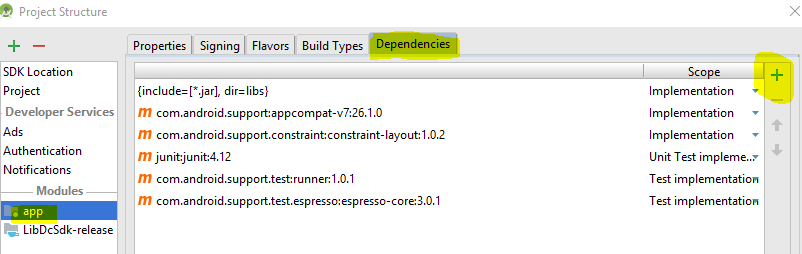 Project Structure
Properties Signing Flavors Build Types Dependencies
SDK Location
Project
Developer Services
Ads
Authentication
Notifications
Modules
app
LibDcSdk-release
Scope
{include=[*.jar], dir=libs} Implementation
m com.android.support:appcompat-v7:26.1.0 Implementation
m com.android.support.constraint:constraint-layout:1.0.2 Implementation
m junit:junit:4.12 Unit Test impleme...
m com.android.support.test:runner:1.0.1 Test implementation
m com.android.support.test.espresso:espresso-core:3.0.1 Test implementation